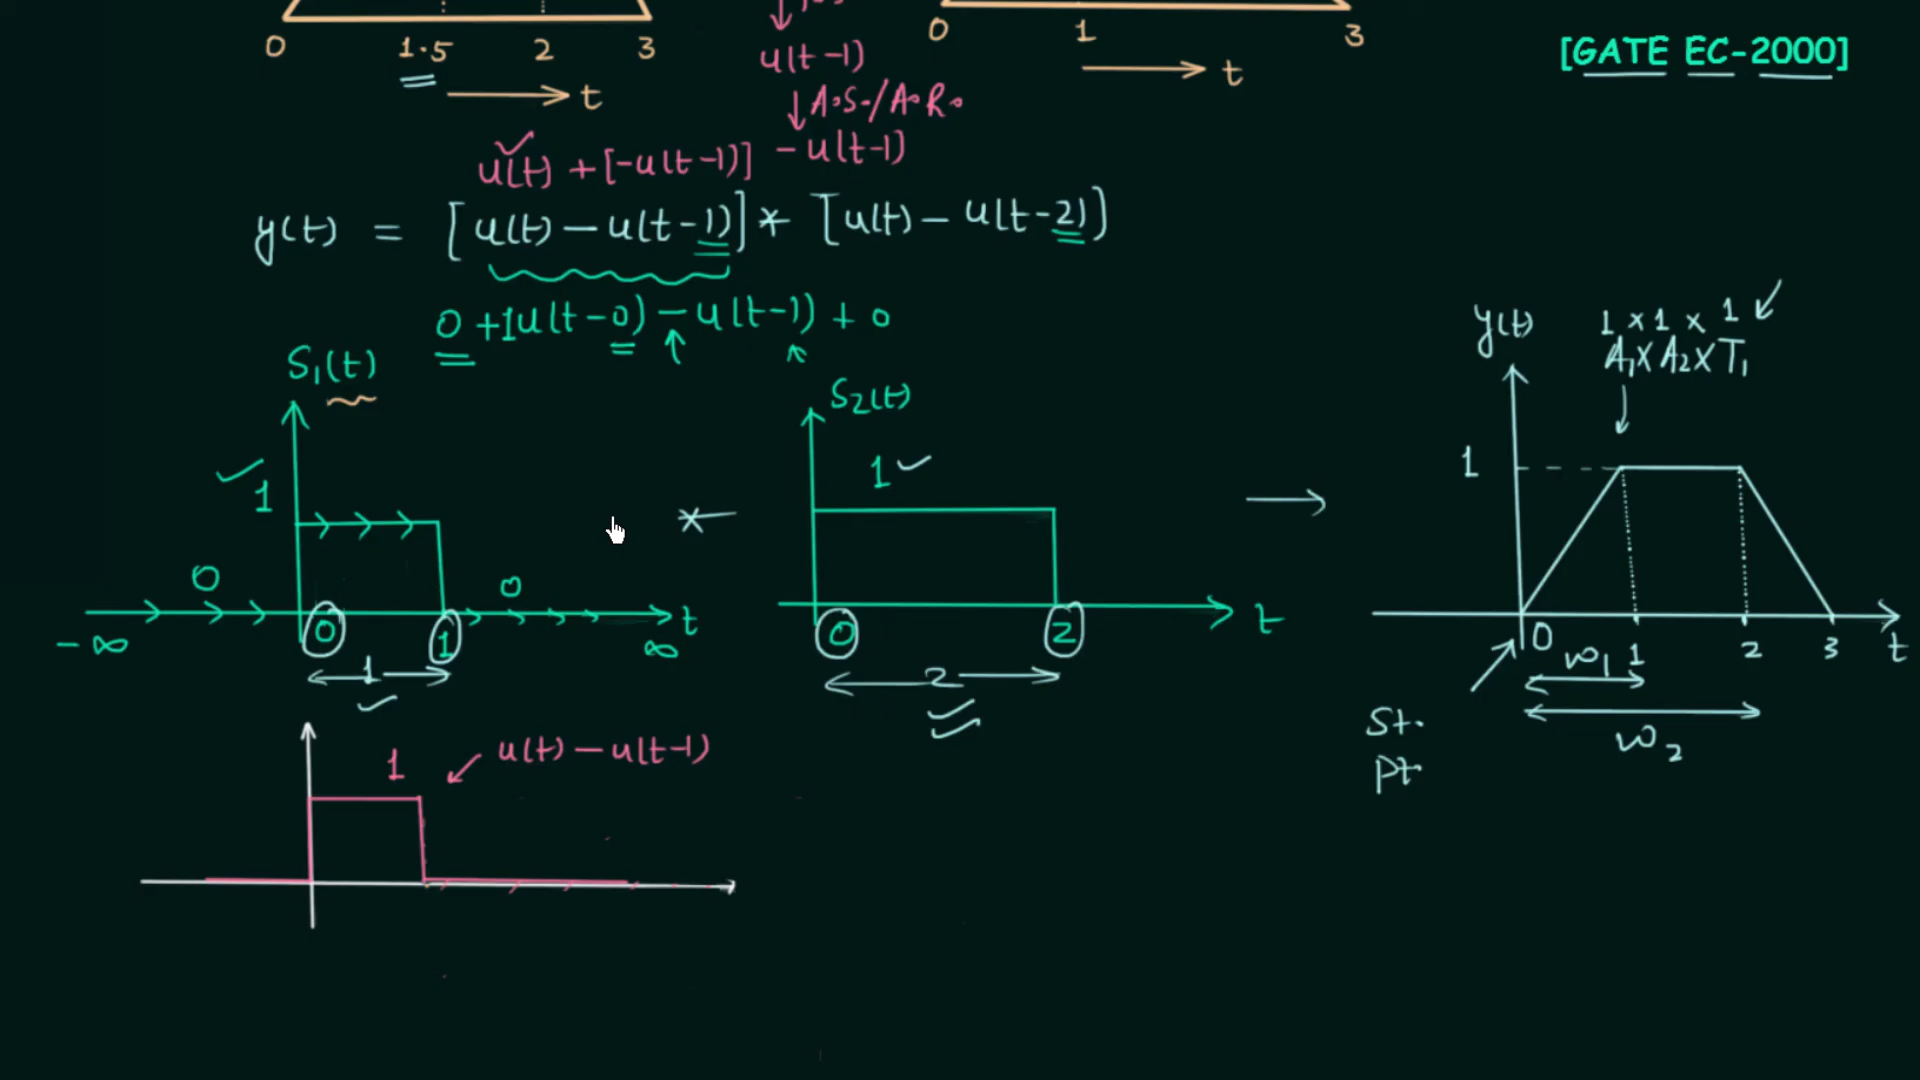 0 1.5 2 3
→ t
u(t-1)
↓ A.S./A.R.
-u(t-1)
0 1 3
→ t
[GATE EC-2000]
u(t) + [-u(t-1)]
y(t) = [u(t) - u(t-1)] * [u(t) - u(t-2)]
0 + 1u(t-0) - u(t-1) + 0
S1(t)
1
0 0
-∞ 0 1 ∞ t
1
*
S2(t)
1
0 2 t
2
→
y(t)
1 x 1 x 1
A1 x A2 x T1
1
0 1 2 3 t
w1
w2
St.
pt.
1
u(t) - u(t-1)